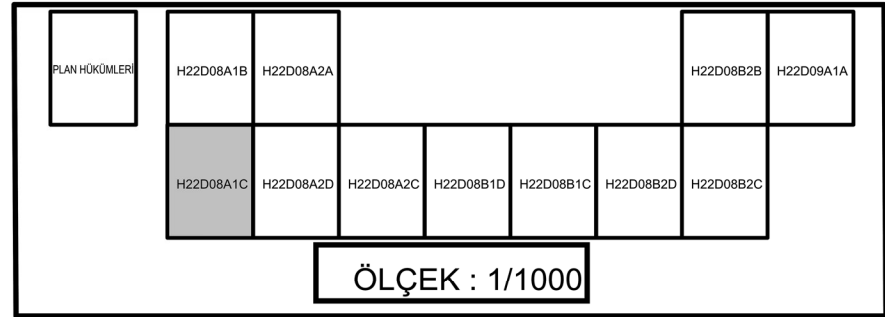 PLAN HÜKÜMLERİ
H22D08A1B
H22D08A2A
H22D08B2B
H22D09A1A
H22D08A1C
H22D08A2D
H22D08A2C
H22D08B1D
H22D08B1C
H22D08B2D
H22D08B2C
ÖLÇEK : 1/1000